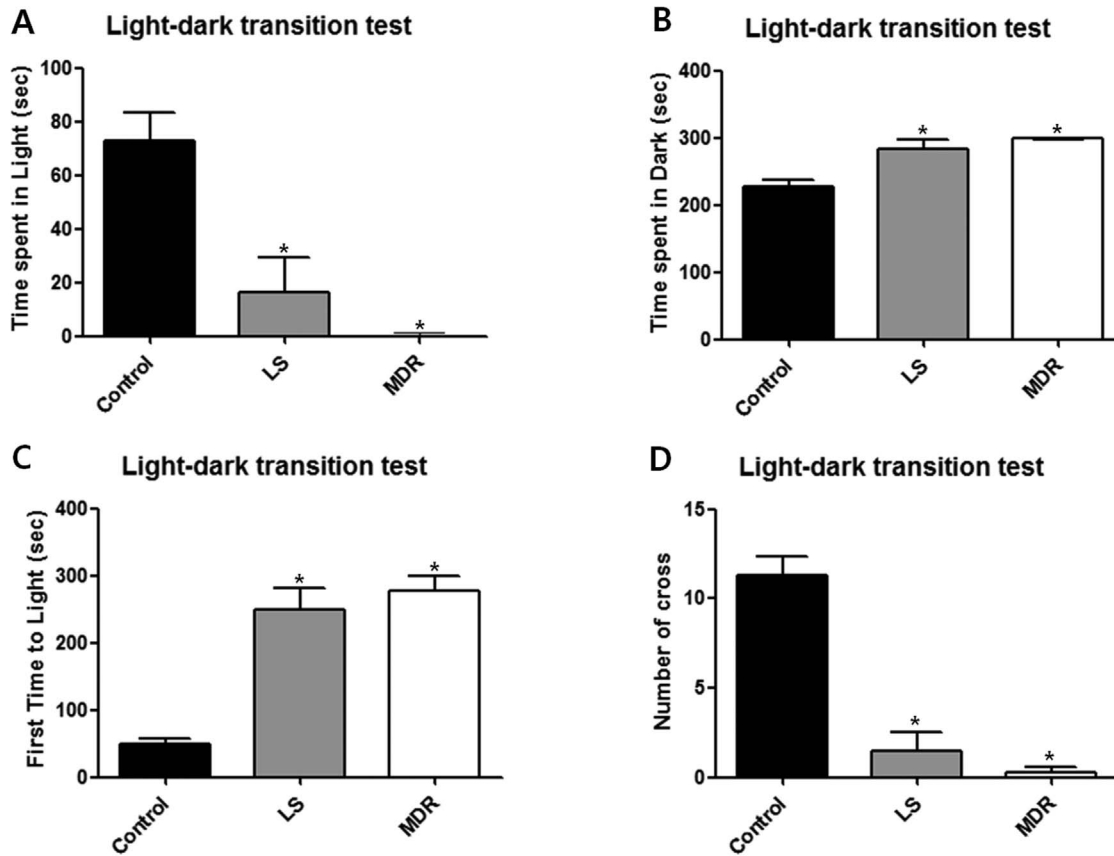 A
Light-dark transition test
Time spent in Light (sec)
100
80
60
40
20
0
*
*
Control
LS
MDR
B
Light-dark transition test
Time spent in Dark (sec)
400
300
200
100
0
*
*
Control
LS
MDR
C
Light-dark transition test
First Time to Light (sec)
400
300
200
100
0
*
*
Control
LS
MDR
D
Light-dark transition test
Number of cross
15
10
5
0
*
*
Control
LS
MDR